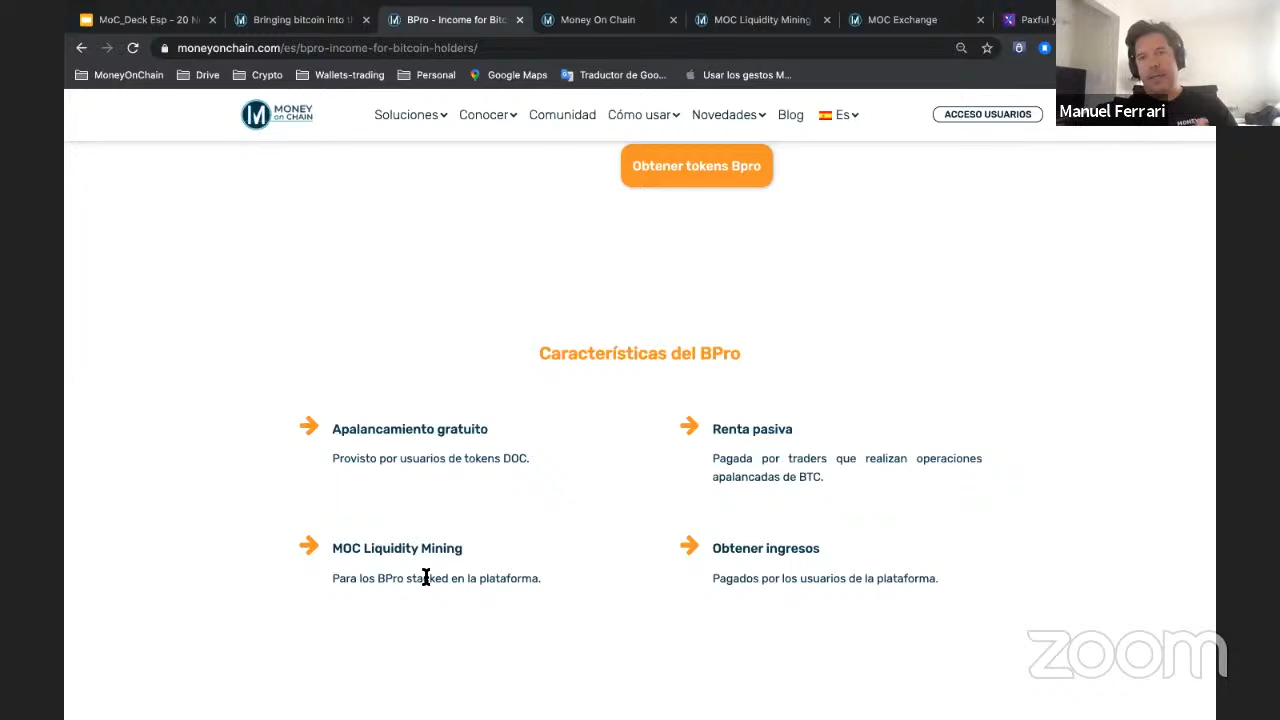 MoC_Deck Esp - 20 N
Bringing bitcoin into t
BPro - Income for Bitc
Money On Chain
MOC Liquidity Mining
MOC Exchange
Paxful y
moneyonchain.com/es/bpro-income-for-bitcoin-holders/
MoneyOnChain
Drive
Crypto
Wallets-trading
Personal
Google Maps
Traductor de Goo...
Usar los gestos M...
Manuel Ferrari
MONEY
on CHAIN
Soluciones
Conocer
Comunidad
Cómo usar
Novedades
Blog
Es
ACCESO USUARIOS
Obtener tokens Bpro
Características del BPro
Apalancamiento gratuito
Provisto por usuarios de tokens DOC.
Renta pasiva
Pagada por traders que realizan operaciones
apalancadas de BTC.
MOC Liquidity Mining
Para los BPro stacked en la plataforma.
Obtener ingresos
Pagados por los usuarios de la plataforma.
zoom